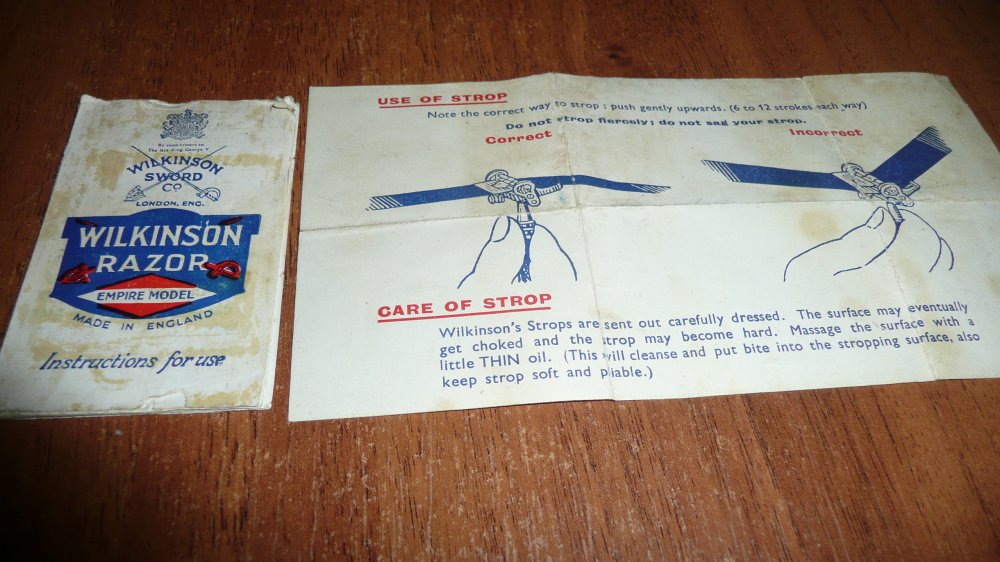 By appointment to
The late King George V
WILKINSON
SWORD
CO
LONDON, ENG.
WILKINSON
RAZOR
EMPIRE MODEL
MADE IN ENGLAND
Instructions for use
USE OF STROP
Note the correct way to strop : push gently upwards. (6 to 12 strokes each way)
Do not strop fiercely ; do not sag your strop.
Correct
Incorrect
CARE OF STROP
Wilkinson's Strops are sent out carefully dressed. The surface may eventually
get choked and the strop may become hard. Massage the surface with a
little THIN oil. (This will cleanse and put bite into the stropping surface, also
keep strop soft and pliable.)